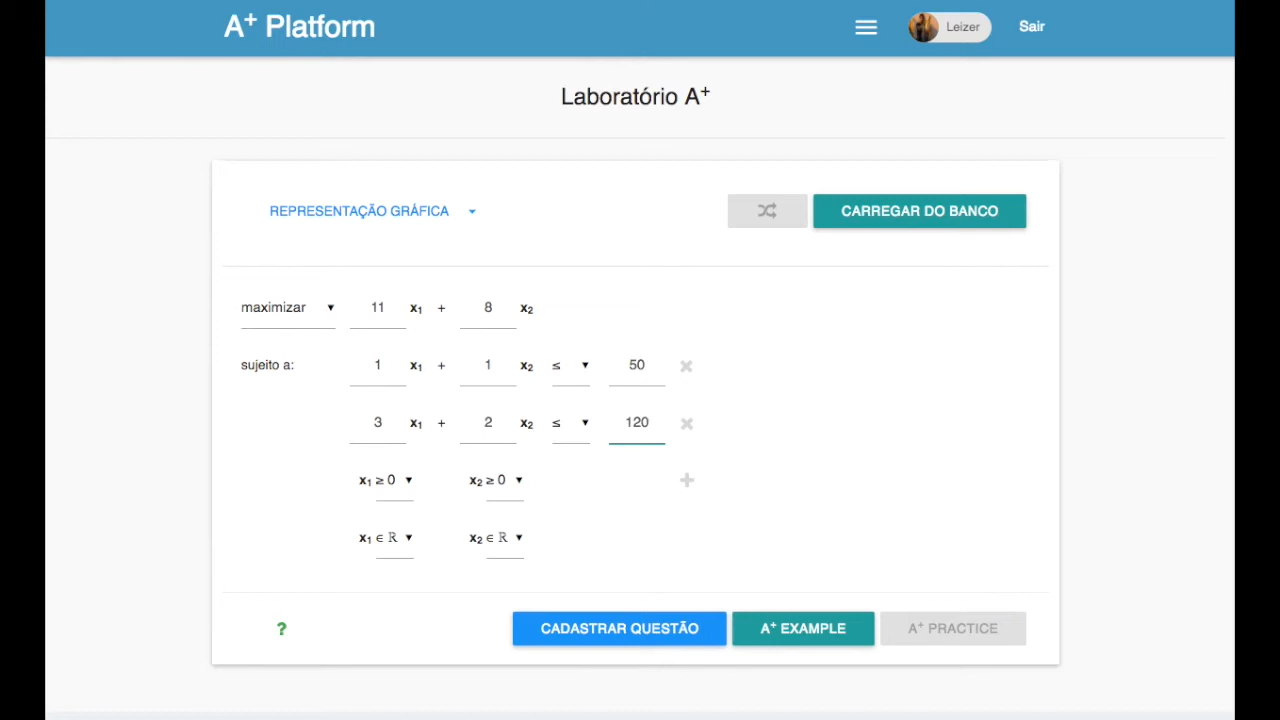 A⁺ Platform
Leizer
Sair
Laboratório A⁺
REPRESENTAÇÃO GRÁFICA
CARREGAR DO BANCO
maximizar 11 x₁ + 8 x₂
sujeito a: 1 x₁ + 1 x₂ ≤ 50
3 x₁ + 2 x₂ ≤ 120
x₁ ≥ 0 x₂ ≥ 0
x₁ ∈ ℝ x₂ ∈ ℝ
? CADASTRAR QUESTÃO A⁺ EXAMPLE A⁺ PRACTICE